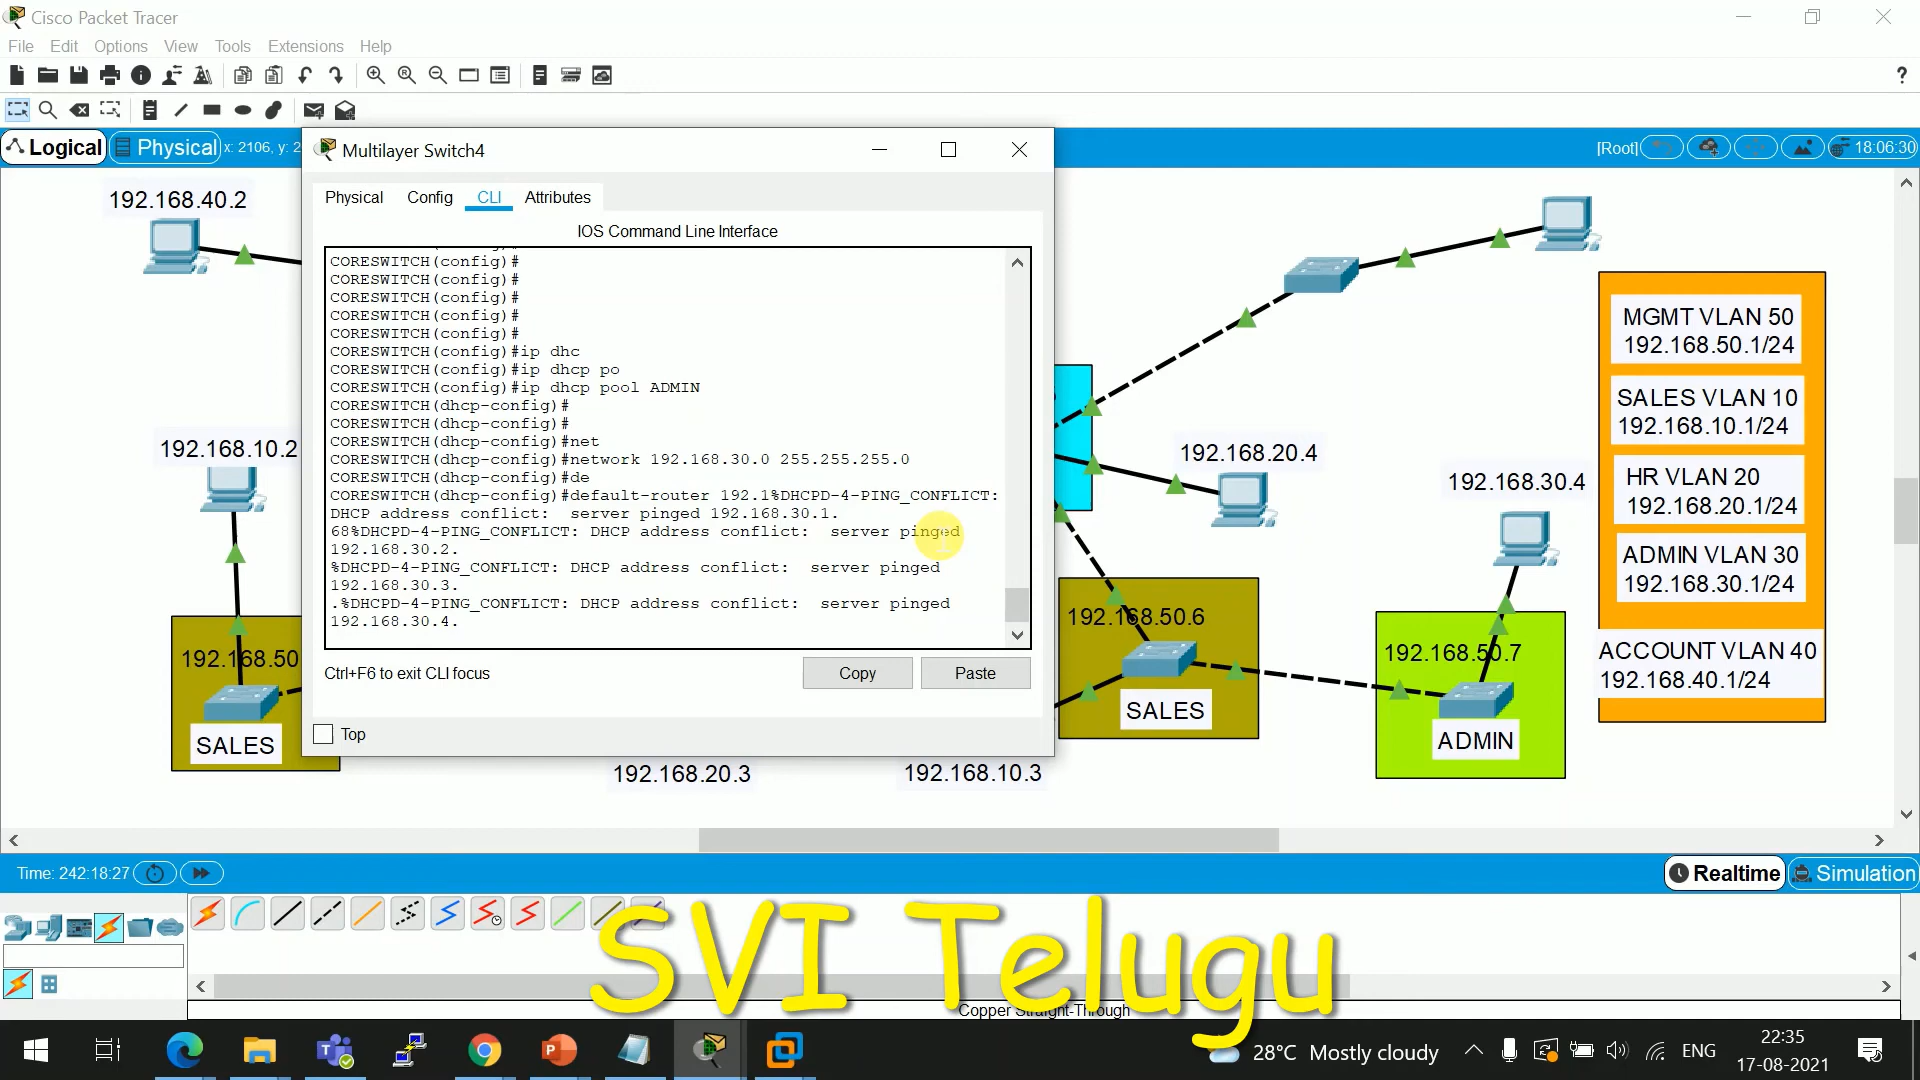 Cisco Packet Tracer
File Edit Options View Tools Extensions Help
?
Logical Physical x: 2106, y: 2 [Root] 18:06:30
Multilayer Switch4
Physical Config CLI Attributes
IOS Command Line Interface
CORESWITCH(config)#
CORESWITCH(config)#
CORESWITCH(config)#
CORESWITCH(config)#
CORESWITCH(config)#
CORESWITCH(config)#ip dhc
CORESWITCH(config)#ip dhcp po
CORESWITCH(config)#ip dhcp pool ADMIN
CORESWITCH(dhcp-config)#
CORESWITCH(dhcp-config)#
CORESWITCH(dhcp-config)#net
CORESWITCH(dhcp-config)#network 192.168.30.0 255.255.255.0
CORESWITCH(dhcp-config)#de
CORESWITCH(dhcp-config)#default-router 192.1%DHCPD-4-PING_CONFLICT:
DHCP address conflict:  server pinged 192.168.30.1.
68%DHCPD-4-PING_CONFLICT: DHCP address conflict:  server pinged
192.168.30.2.
%DHCPD-4-PING_CONFLICT: DHCP address conflict:  server pinged
192.168.30.3.
.%DHCPD-4-PING_CONFLICT: DHCP address conflict:  server pinged
192.168.30.4.
Ctrl+F6 to exit CLI focus
Copy
Paste
Top
192.168.40.2
192.168.10.2
192.168.50
SALES
192.168.20.3
192.168.10.3
192.168.20.4
192.168.30.4
192.168.50.6
SALES
192.168.50.7
ADMIN
MGMT VLAN 50
192.168.50.1/24
SALES VLAN 10
192.168.10.1/24
HR VLAN 20
192.168.20.1/24
ADMIN VLAN 30
192.168.30.1/24
ACCOUNT VLAN 40
192.168.40.1/24
Time: 242:18:27
Realtime Simulation
SVI Telugu
Copper Straight-Through
28°C Mostly cloudy
ENG
22:35
17-08-2021